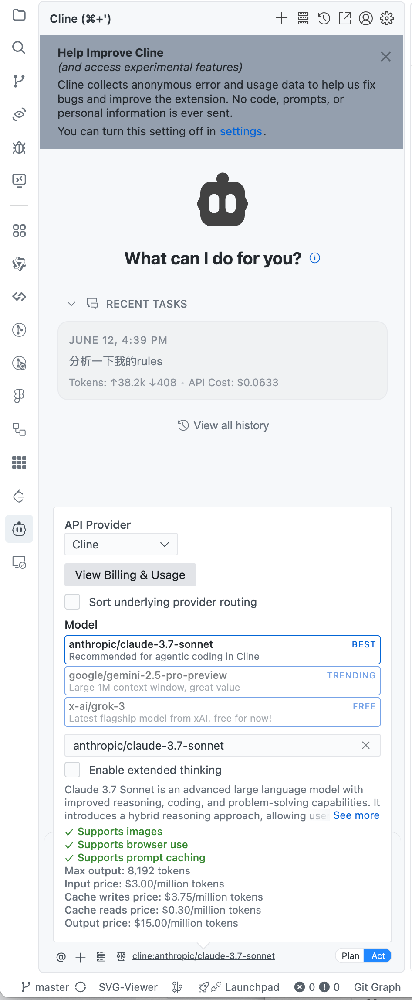 Cline (⌘+')
Help Improve Cline
(and access experimental features)
Cline collects anonymous error and usage data to help us fix
bugs and improve the extension. No code, prompts, or
personal information is ever sent.
You can turn this setting off in settings.
What can I do for you?
RECENT TASKS
JUNE 12, 4:39 PM
分析一下我的rules
Tokens: ↑38.2k ↓408 • API Cost: $0.0633
View all history
API Provider
Cline
View Billing & Usage
Sort underlying provider routing
Model
anthropic/claude-3.7-sonnet BEST
Recommended for agentic coding in Cline
google/gemini-2.5-pro-preview TRENDING
Large 1M context window, great value
x-ai/grok-3 FREE
Latest flagship model from xAI, free for now!
anthropic/claude-3.7-sonnet
Enable extended thinking
Claude 3.7 Sonnet is an advanced large language model with
improved reasoning, coding, and problem-solving capabilities. It
introduces a hybrid reasoning approach, allowing See more
✓ Supports images
✓ Supports browser use
✓ Supports prompt caching
Max output: 8,192 tokens
Input price: $3.00/million tokens
Cache writes price: $3.75/million tokens
Cache reads price: $0.30/million tokens
Output price: $15.00/million tokens
@ cline:anthropic/claude-3.7-sonnet Plan Act
master SVG-Viewer Launchpad 0 0 Git Graph